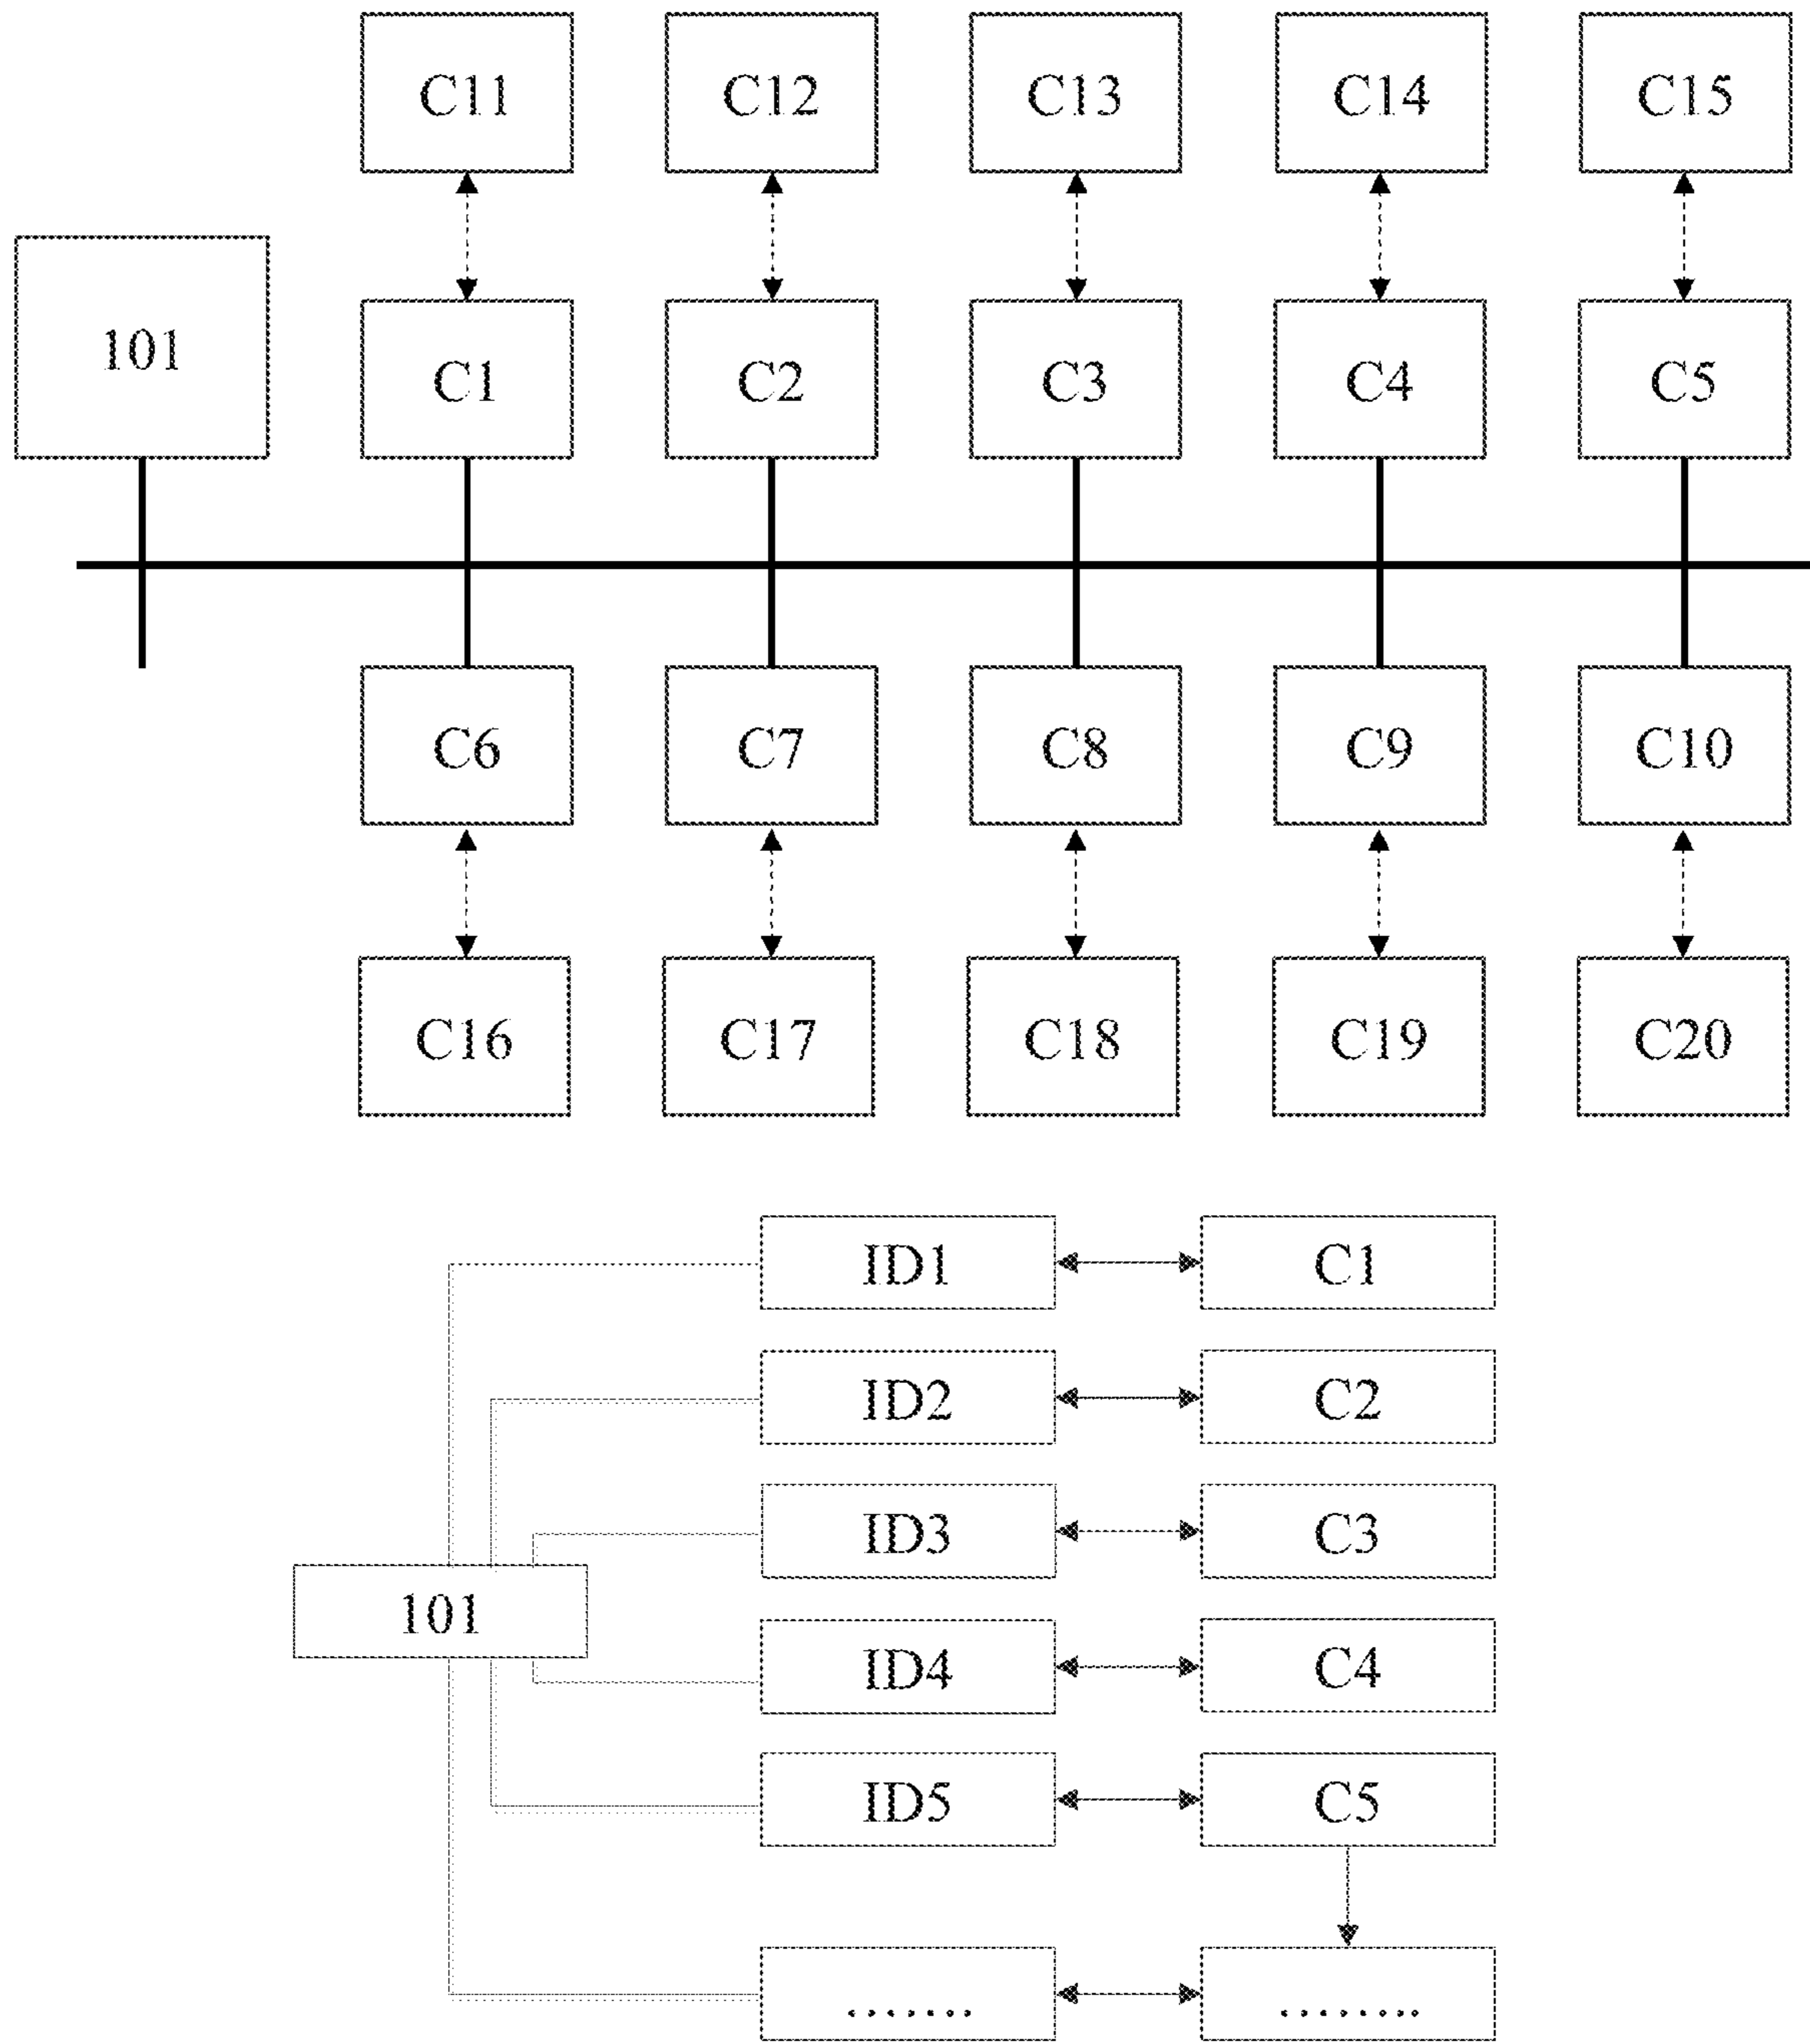 C11 C12 C13 C14 C15
101 C1 C2 C3 C4 C5
C6 C7 C8 C9 C10
C16 C17 C18 C19 C20
ID1 C1
ID2 C2
ID3 C3
101
ID4 C4
ID5 C5
....... ........